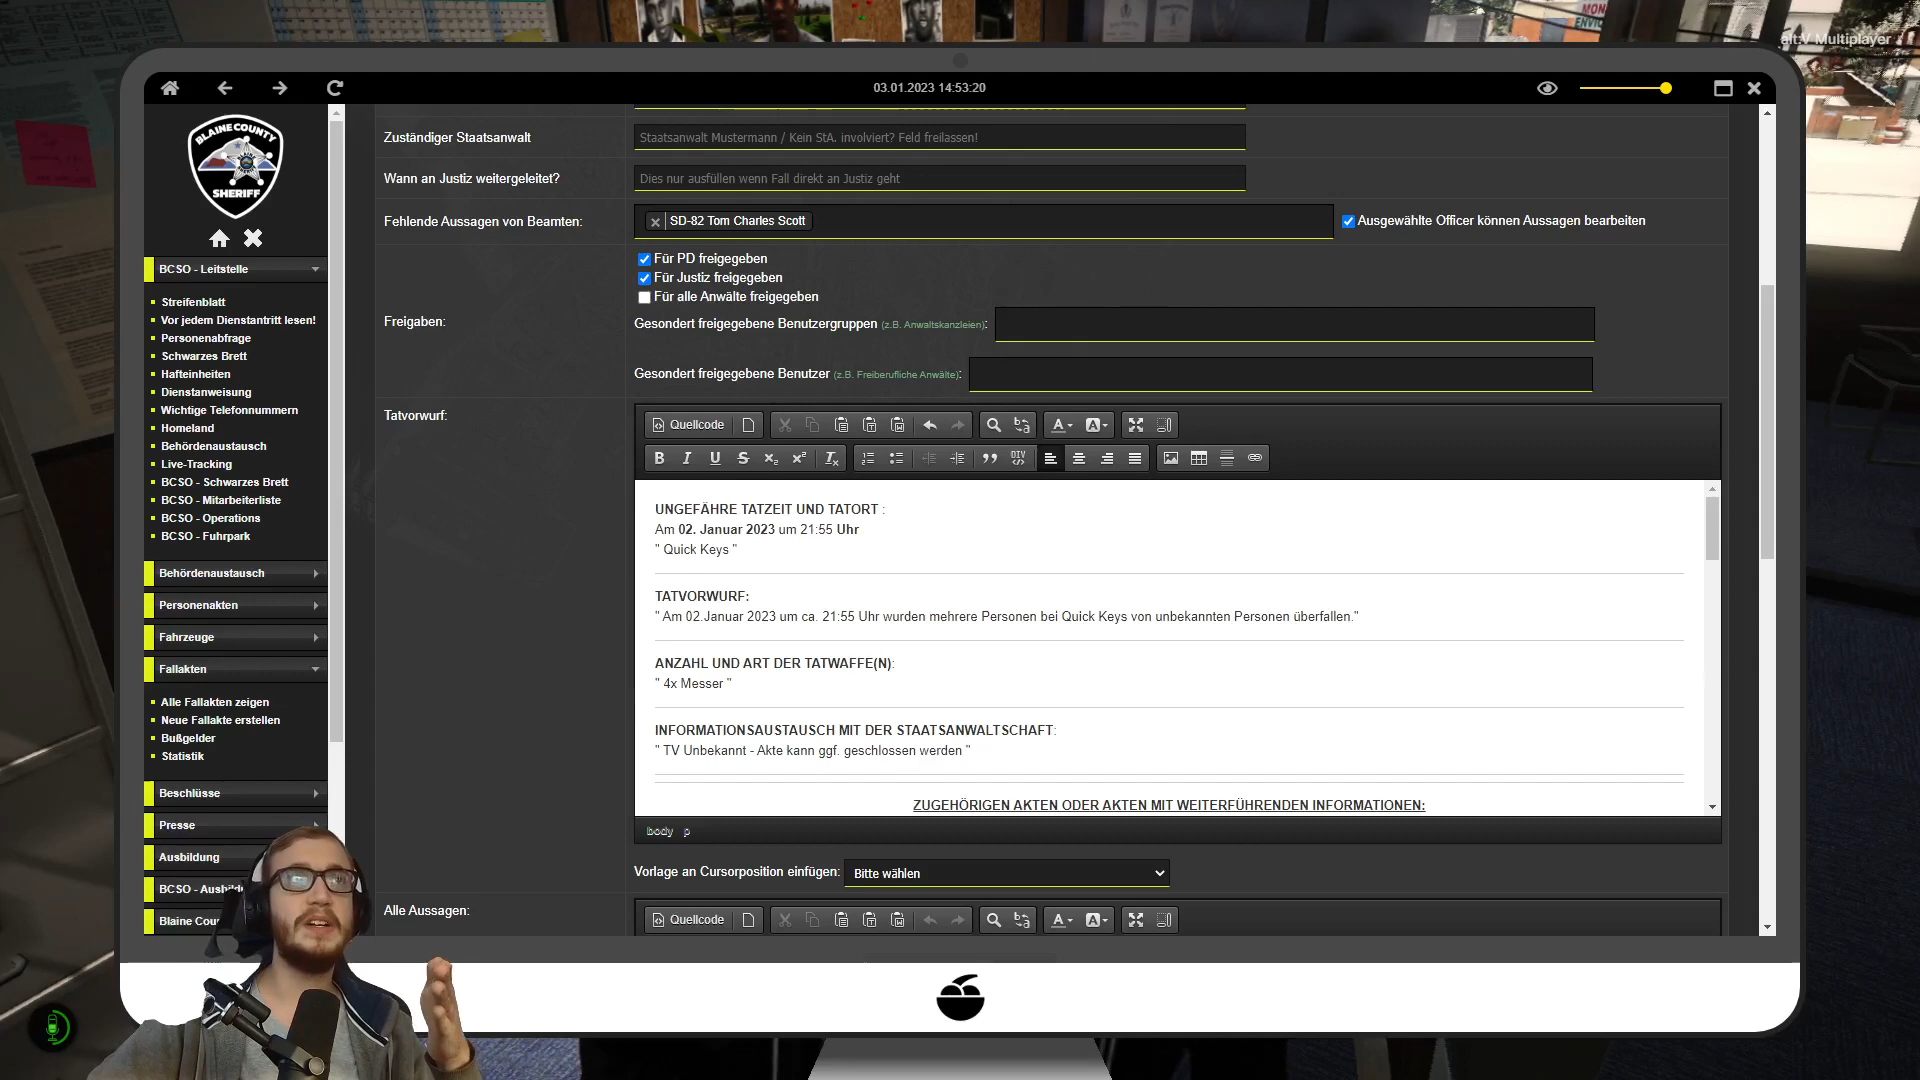 MON
ENVIO
alt:V Multiplayer
03.01.2023 14:53:20
BLAINE COUNTY
SHERIFF
BCSO - Leitstelle
Streifenblatt
Vor jedem Dienstantritt lesen!
Personenabfrage
Schwarzes Brett
Hafteinheiten
Dienstanweisung
Wichtige Telefonnummern
Homeland
Behördenaustausch
Live-Tracking
BCSO - Schwarzes Brett
BCSO - Mitarbeiterliste
BCSO - Operations
BCSO - Fuhrpark
Behördenaustausch
Personenakten
Fahrzeuge
Fallakten
Alle Fallakten zeigen
Neue Fallakte erstellen
Bußgelder
Statistik
Beschlüsse
Presse
Ausbildung
BCSO - Ausbildu
Blaine Cou
Zuständiger Staatsanwalt
Staatsanwalt Mustermann / Kein StA. involviert? Feld freilassen!
Wann an Justiz weitergeleitet?
Dies nur ausfüllen wenn Fall direkt an Justiz geht
Fehlende Aussagen von Beamten:
SD-82 Tom Charles Scott
Ausgewählte Officer können Aussagen bearbeiten
Freigaben:
Für PD freigegeben
Für Justiz freigegeben
Für alle Anwälte freigegeben
Gesondert freigegebene Benutzergruppen (z.B. Anwaltskanzleien):
Gesondert freigegebene Benutzer (z.B. Freiberufliche Anwälte):
Tatvorwurf:
Quellcode
UNGEFÄHRE TATZEIT UND TATORT :
Am 02. Januar 2023 um 21:55 Uhr
" Quick Keys "
TATVORWURF:
" Am 02.Januar 2023 um ca. 21:55 Uhr wurden mehrere Personen bei Quick Keys von unbekannten Personen überfallen."
ANZAHL UND ART DER TATWAFFE(N):
" 4x Messer "
INFORMATIONSAUSTAUSCH MIT DER STAATSANWALTSCHAFT:
" TV Unbekannt - Akte kann ggf. geschlossen werden "
ZUGEHÖRIGEN AKTEN ODER AKTEN MIT WEITERFÜHRENDEN INFORMATIONEN:
body p
Vorlage an Cursorposition einfügen: Bitte wählen
Alle Aussagen:
Quellcode